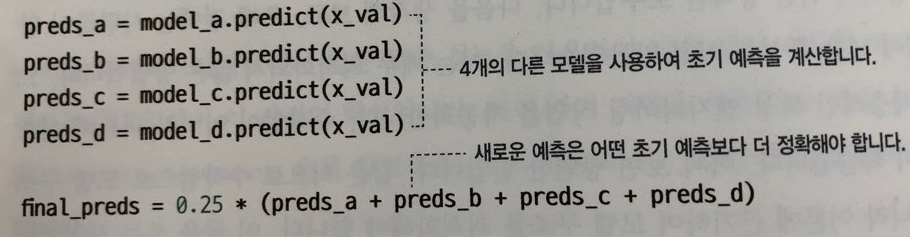 preds_a = model_a.predict(x_val)
preds_b = model_b.predict(x_val)
4개의 다른 모델을 사용하여 초기 예측을 계산합니다.
preds_c = model_c.predict(x_val)
preds_d = model_d.predict(x_val)
새로운 예측은 어떤 초기 예측보다 더 정확해야 합니다.
final_preds = 0.25 * (preds_a + preds_b + preds_c + preds_d)